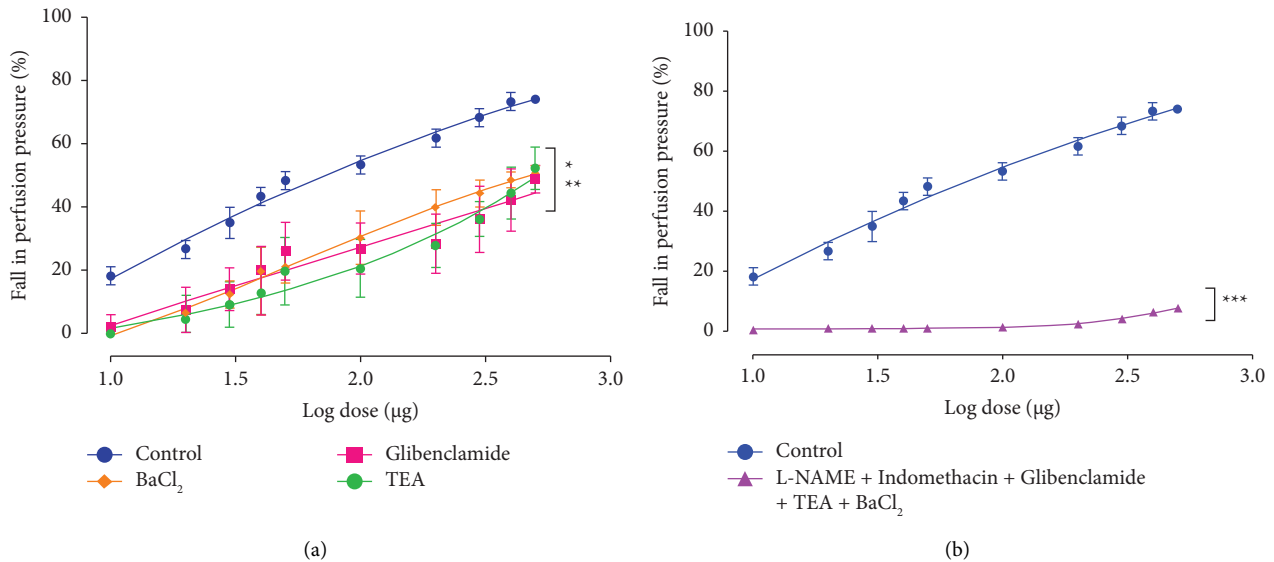 100
80
60
40
20
0
Fall in perfusion pressure (%)
*
**
1.0 1.5 2.0 2.5 3.0
Log dose (μg)
Control
BaCl₂
Glibenclamide
TEA
(a)
100
80
60
40
20
0
Fall in perfusion pressure (%)
***
1.0 1.5 2.0 2.5 3.0
Log dose (μg)
Control
L-NAME + Indomethacin + Glibenclamide
+ TEA + BaCl₂
(b)